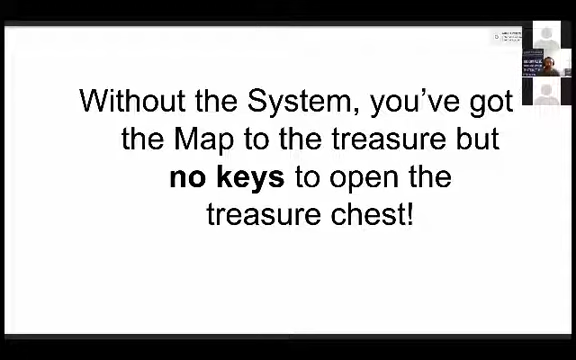 Without the System, you've got
the Map to the treasure but
no keys to open the
treasure chest!